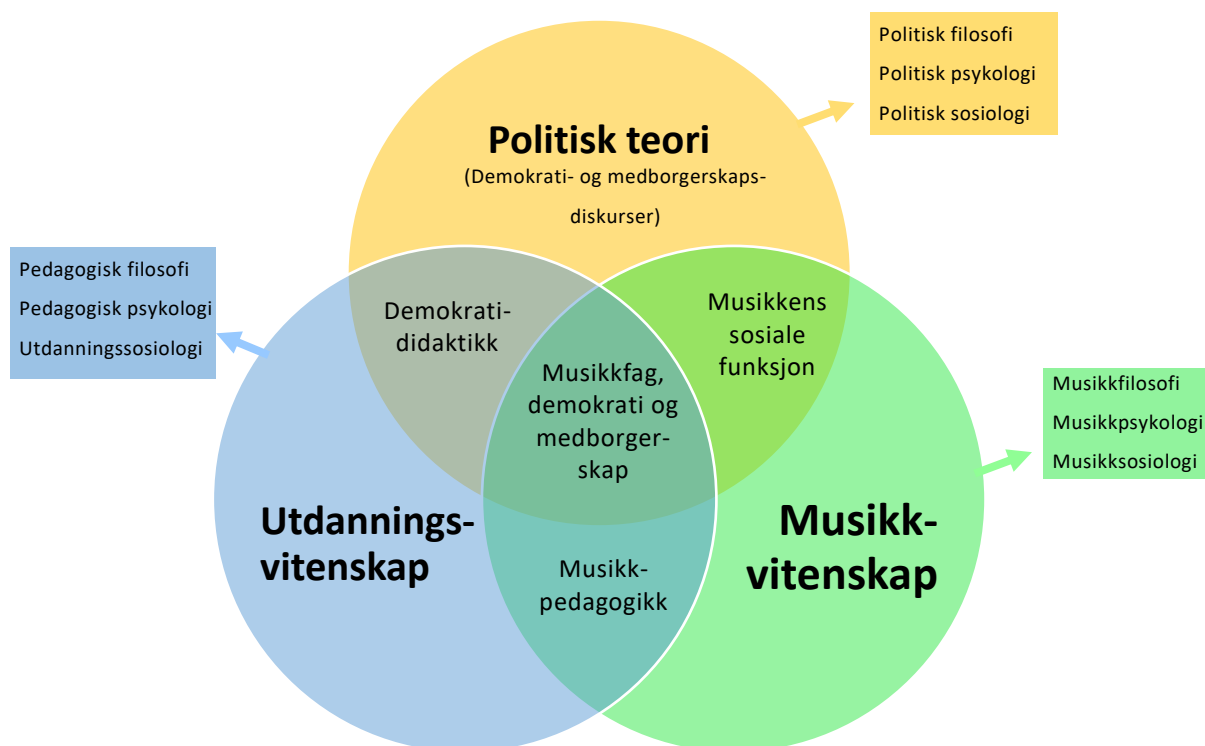 Politisk filosofi
Politisk psykologi
Politisk sosiologi
Politisk teori
(Demokrati- og medborgerskaps-
diskurser)
Pedagogisk filosofi
Pedagogisk psykologi
Utdanningssosiologi
Demokrati-
didaktikk
Musikkens
sosiale
funksjon
Musikkfag,
demokrati og
medborger-
skap
Musikkfilosofi
Musikkpsykologi
Musikksosiologi
Utdannings-
vitenskap
Musikk-
vitenskap
Musikk-
pedagogikk